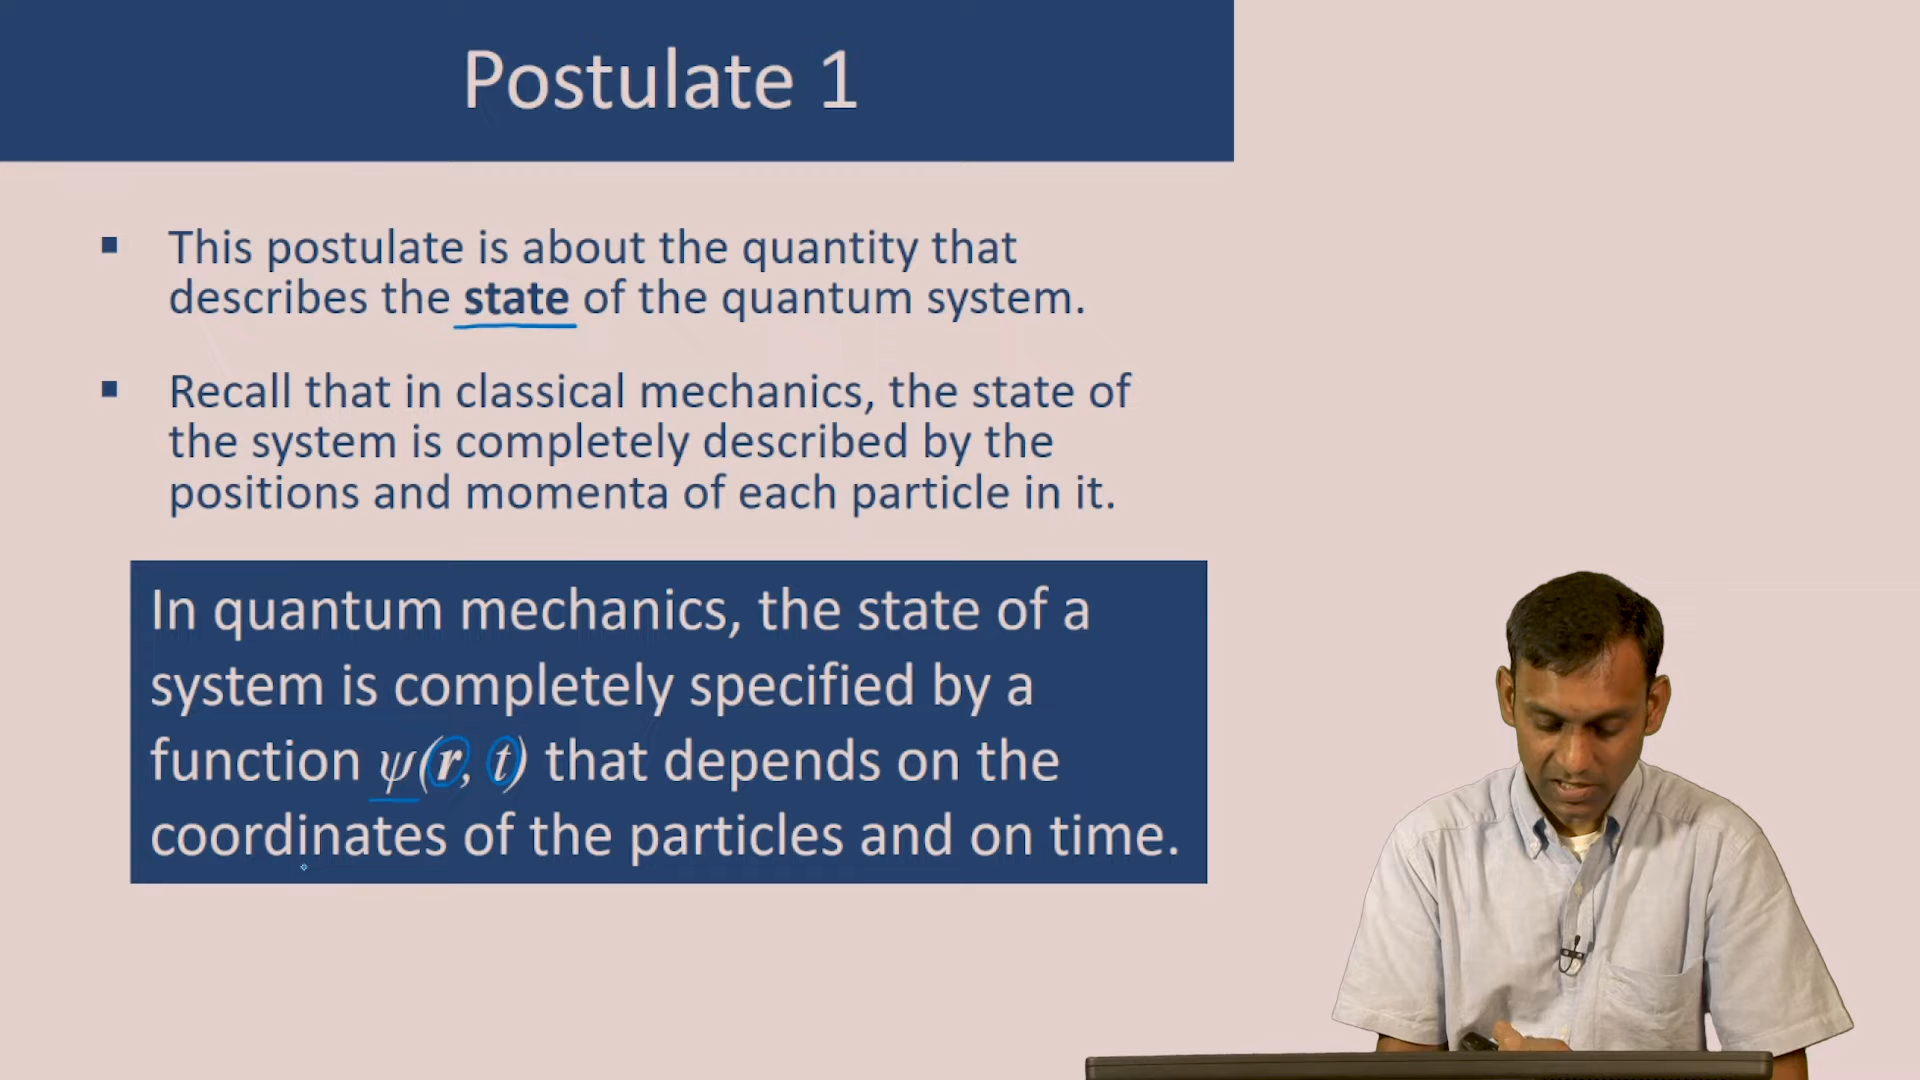 Postulate 1
▪ This postulate is about the quantity that
describes the state of the quantum system.
▪ Recall that in classical mechanics, the state of
the system is completely described by the
positions and momenta of each particle in it.
In quantum mechanics, the state of a
system is completely specified by a
function ψ(r, t) that depends on the
coordinates of the particles and on time.